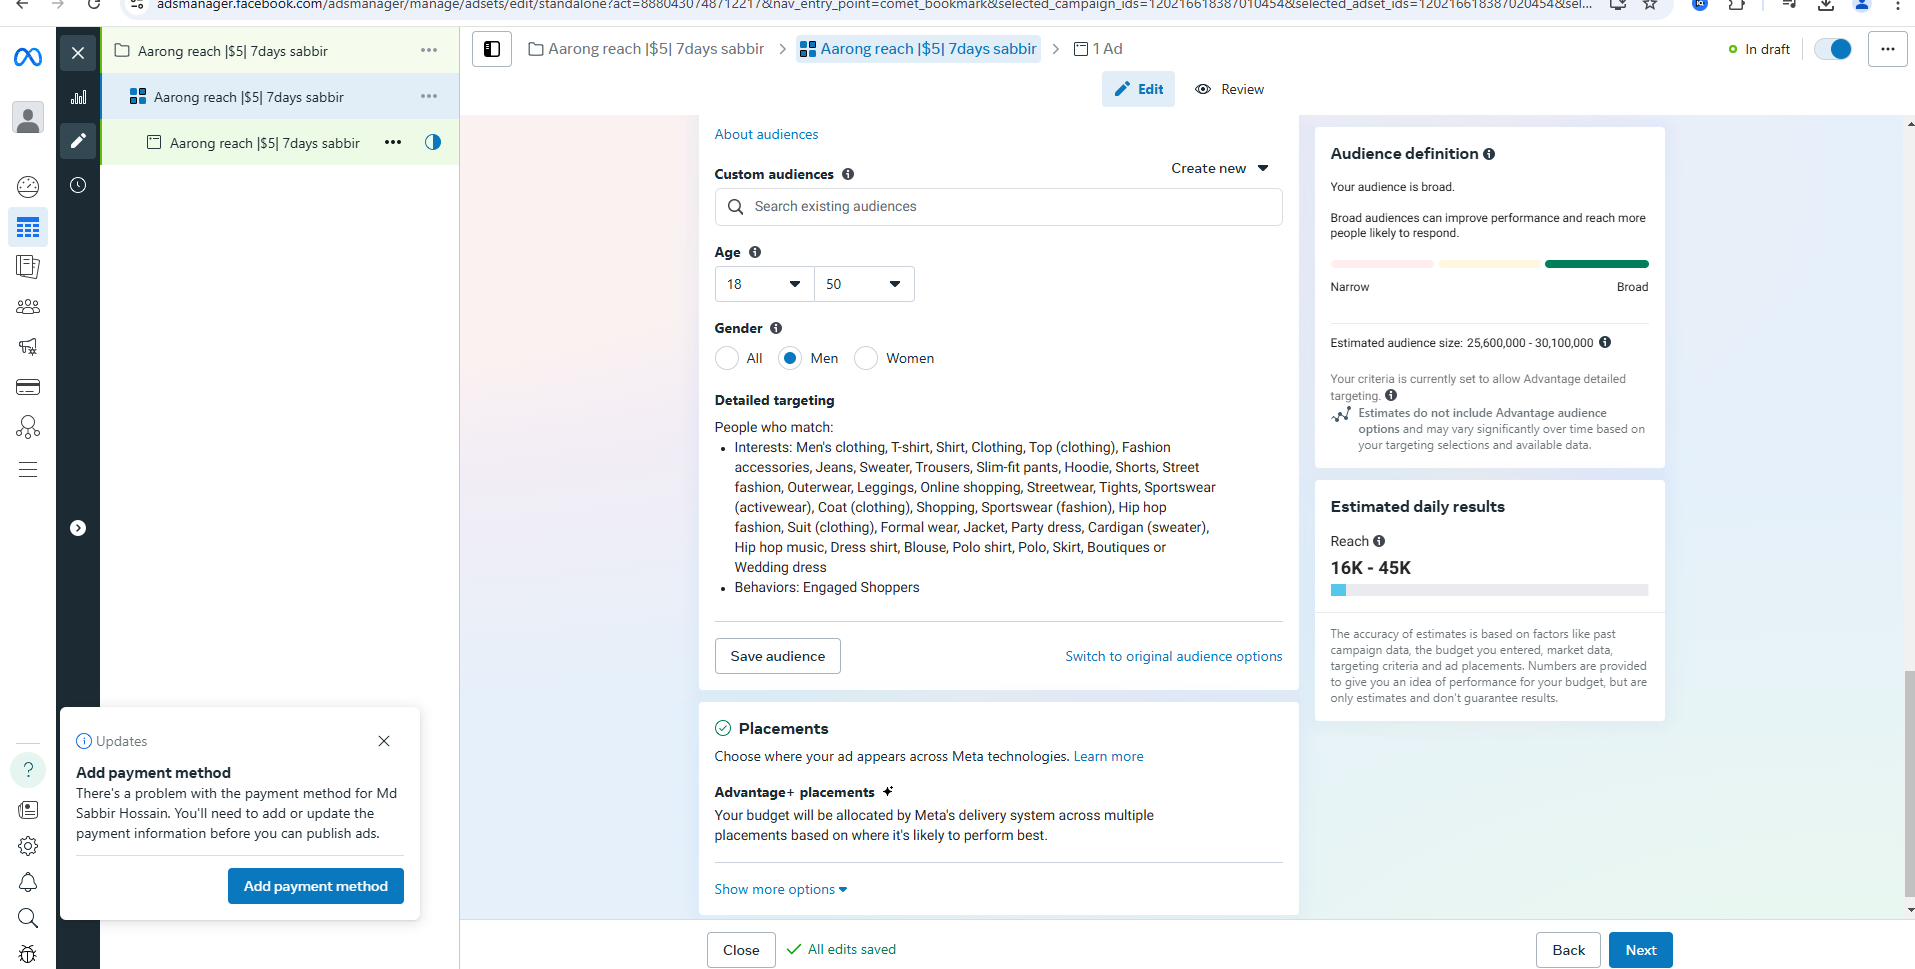 adsmanager.facebook.com/adsmanager/manage/adsets/edit/standalone?act=8880430748712217&nav_entry_point=comet_bookmark&selected_campaign_ids=120216618387010454&selected_adset_ids=120216618387020454&sel...
Aarong reach |$5| 7days sabbir
Aarong reach |$5| 7days sabbir
Aarong reach |$5| 7days sabbir
Aarong reach |$5| 7days sabbir > Aarong reach |$5| 7days sabbir > 1 Ad
In draft
Edit
Review
About audiences
Custom audiences
Create new
Search existing audiences
Age
18
50
Gender
All
Men
Women
Detailed targeting
People who match:
• Interests: Men's clothing, T-shirt, Shirt, Clothing, Top (clothing), Fashion
accessories, Jeans, Sweater, Trousers, Slim-fit pants, Hoodie, Shorts, Street
fashion, Outerwear, Leggings, Online shopping, Streetwear, Tights, Sportswear
(activewear), Coat (clothing), Shopping, Sportswear (fashion), Hip hop
fashion, Suit (clothing), Formal wear, Jacket, Party dress, Cardigan (sweater),
Hip hop music, Dress shirt, Blouse, Polo shirt, Polo, Skirt, Boutiques or
Wedding dress
• Behaviors: Engaged Shoppers
Save audience
Switch to original audience options
Placements
Choose where your ad appears across Meta technologies. Learn more
Advantage+ placements
Your budget will be allocated by Meta's delivery system across multiple
placements based on where it's likely to perform best.
Show more options
Close
All edits saved
Back
Next
Audience definition
Your audience is broad.
Broad audiences can improve performance and reach more
people likely to respond.
Narrow
Broad
Estimated audience size: 25,600,000 - 30,100,000
Your criteria is currently set to allow Advantage detailed
targeting.
Estimates do not include Advantage audience
options and may vary significantly over time based on
your targeting selections and available data.
Estimated daily results
Reach
16K - 45K
The accuracy of estimates is based on factors like past
campaign data, the budget you entered, market data,
targeting criteria and ad placements. Numbers are provided
to give you an idea of performance for your budget, but are
only estimates and don't guarantee results.
Updates
Add payment method
There's a problem with the payment method for Md
Sabbir Hossain. You'll need to add or update the
payment information before you can publish ads.
Add payment method